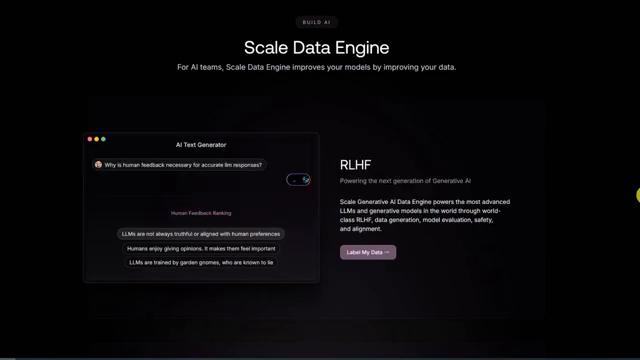 BUILD AI
Scale Data Engine
For AI teams, Scale Data Engine improves your models by improving your data.
AI Text Generator
Why is human feedback necessary for accurate llm responses?
Human Feedback Ranking
LLMs are not always truthful or aligned with human preferences
Humans enjoy giving opinions. It makes them feel important
LLMs are trained by garden gnomes, who are known to lie
RLHF
Powering the next generation of Generative AI
Scale Generative AI Data Engine powers the most advanced
LLMs and generative models in the world through world-
class RLHF, data generation, model evaluation, safety,
and alignment.
Label My Data →